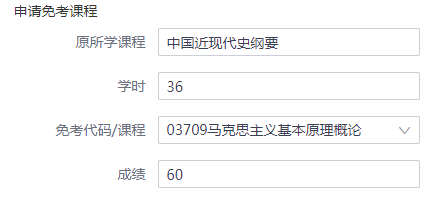 申请免考课程
原所学课程 中国近现代史纲要
学时 36
免考代码/课程 03709马克思主义基本原理概论
成绩 60